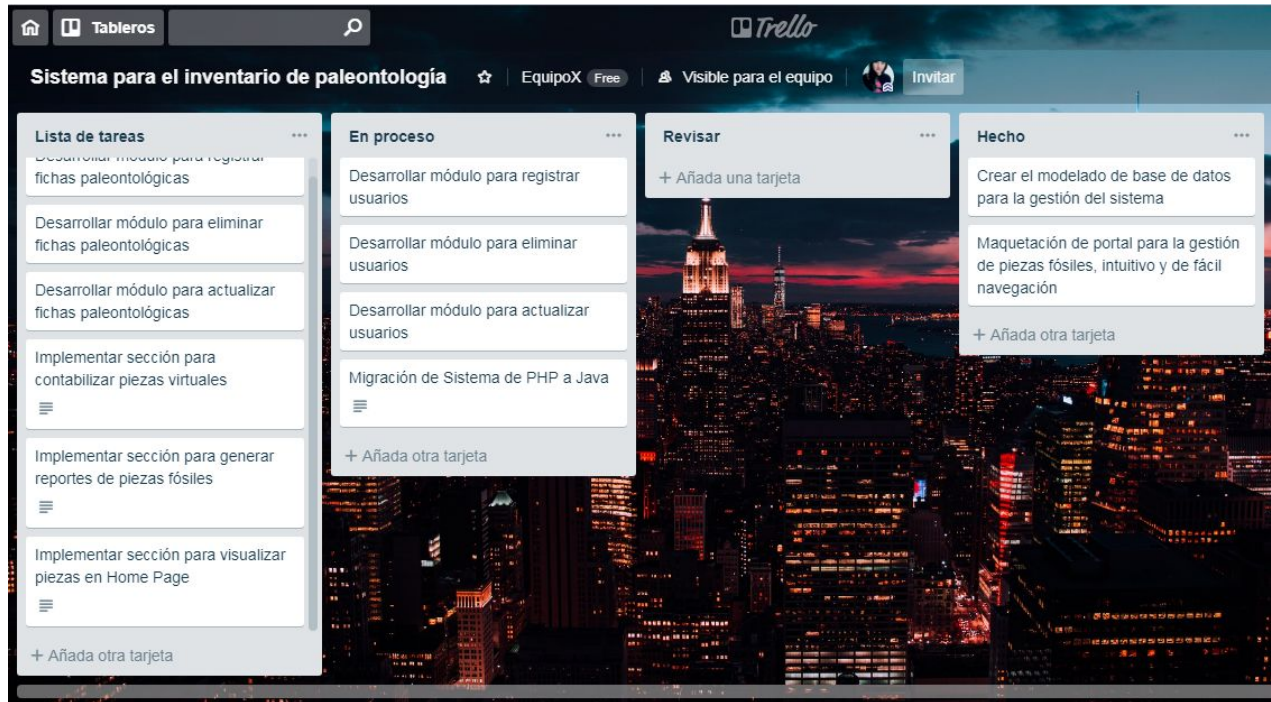 Tableros
Trello
Sistema para el inventario de paleontología
EquipoX Free
Visible para el equipo
Invitar
Lista de tareas
Desarrollar módulo para registrar
fichas paleontológicas
Desarrollar módulo para eliminar
fichas paleontológicas
Desarrollar módulo para actualizar
fichas paleontológicas
Implementar sección para
contabilizar piezas virtuales
Implementar sección para generar
reportes de piezas fósiles
Implementar sección para visualizar
piezas en Home Page
+ Añada otra tarjeta
En proceso
Desarrollar módulo para registrar
usuarios
Desarrollar módulo para eliminar
usuarios
Desarrollar módulo para actualizar
usuarios
Migración de Sistema de PHP a Java
+ Añada otra tarjeta
Revisar
+ Añada una tarjeta
Hecho
Crear el modelado de base de datos
para la gestión del sistema
Maquetación de portal para la gestión
de piezas fósiles, intuitivo y de fácil
navegación
+ Añada otra tarjeta